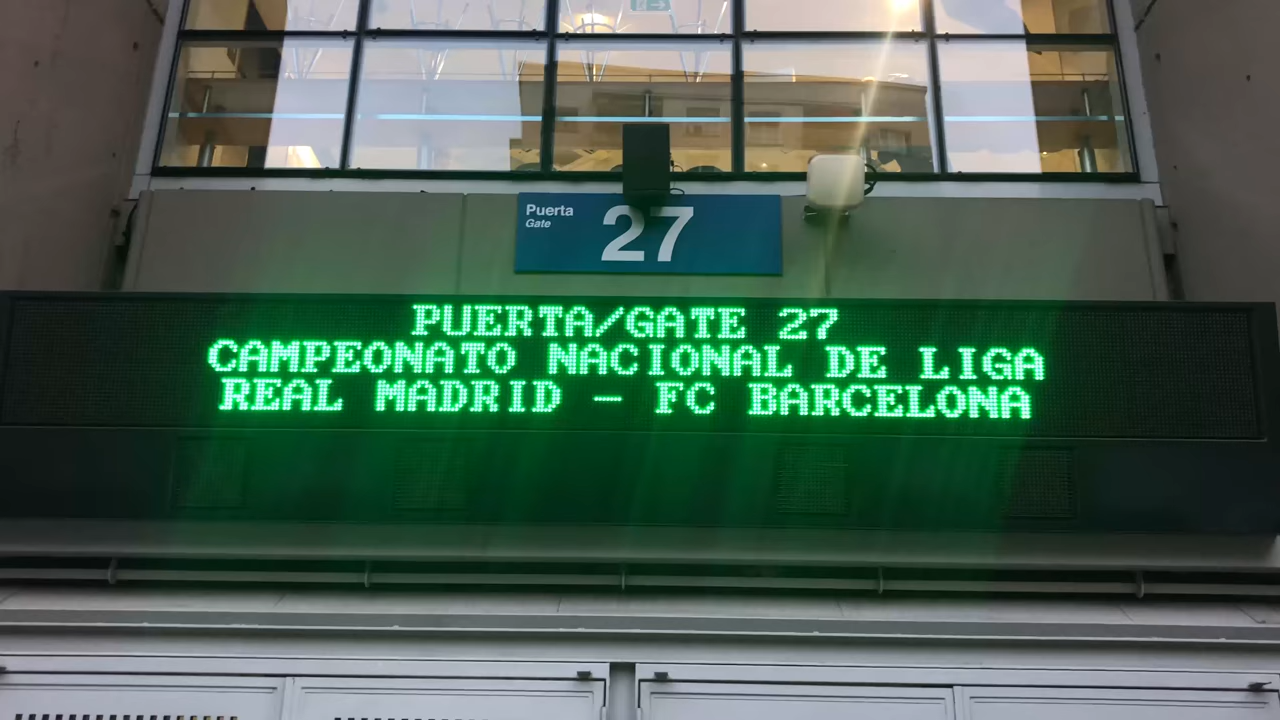 Puerta
Gate
27
PUERTA/GATE 27
CAMPEONATO NACIONAL DE LIGA
REAL MADRID - FC BARCELONA